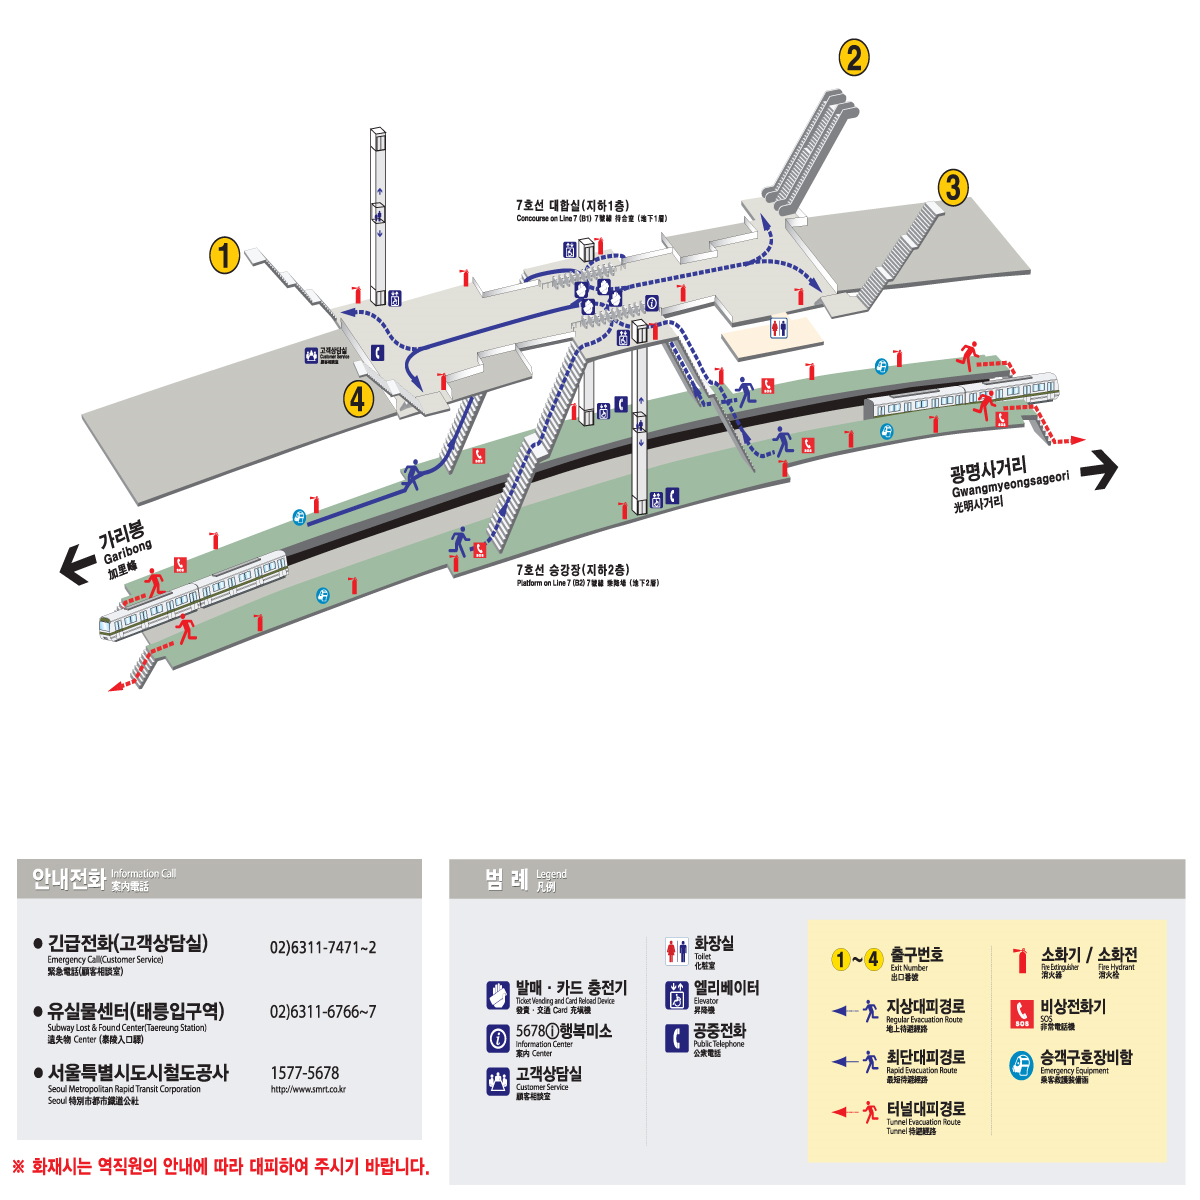 2
7호선 대합실(지하1층)
Concourse on Line 7 (B1) 7號線 待合室 (地下1層)
3
1
고객상담실
Customer Service
顧客相談室
4
광명사거리
Gwangmyeongsageori
光明사거리
가리봉
Garibong
加里峰
7호선 승강장(지하2층)
Platform on Line 7 (B2) 7號線 乘降場 (地下2層)
SOS
SOS
SOS
SOS
SOS
SOS
안내전화 Information Call
案內電話
긴급전화(고객상담실) 02)6311-7471~2
Emergency Call(Customer Service)
緊急電話(顧客相談室)
유실물센터(태릉입구역) 02)6311-6766~7
Subway Lost & Found Center(Taereung Station)
遺失物 Center (泰陵入口驛)
서울특별시도시철도공사 1577-5678
Seoul Metropolitan Rapid Transit Corporation http://www.smrt.co.kr
Seoul 特別市都市鐵道公社
※ 화재시는 역직원의 안내에 따라 대피하여 주시기 바랍니다.
범 례 Legend
凡例
발매 · 카드 충전기
Ticket Vending and Card Reload Device
發賣 · 交通 Card 充塡機
5678ⓘ행복미소
Information Center
案內 Center
고객상담실
Customer Service
顧客相談室
화장실
Toilet
化粧室
엘리베이터
Elevator
昇降機
공중전화
Public Telephone
公衆電話
1~4 출구번호
Exit Number
出口番號
지상대피경로
Regular Evacuation Route
地上待避經路
최단대피경로
Rapid Evacuation Route
最短待避經路
터널대피경로
Tunnel Evacuation Route
Tunnel 待避經路
소화기 / 소화전
Fire Extinguisher Fire Hydrant
消火器 消火栓
SOS
비상전화기
SOS
非常電話機
승객구호장비함
Emergency Equipment
乘客救護裝備函